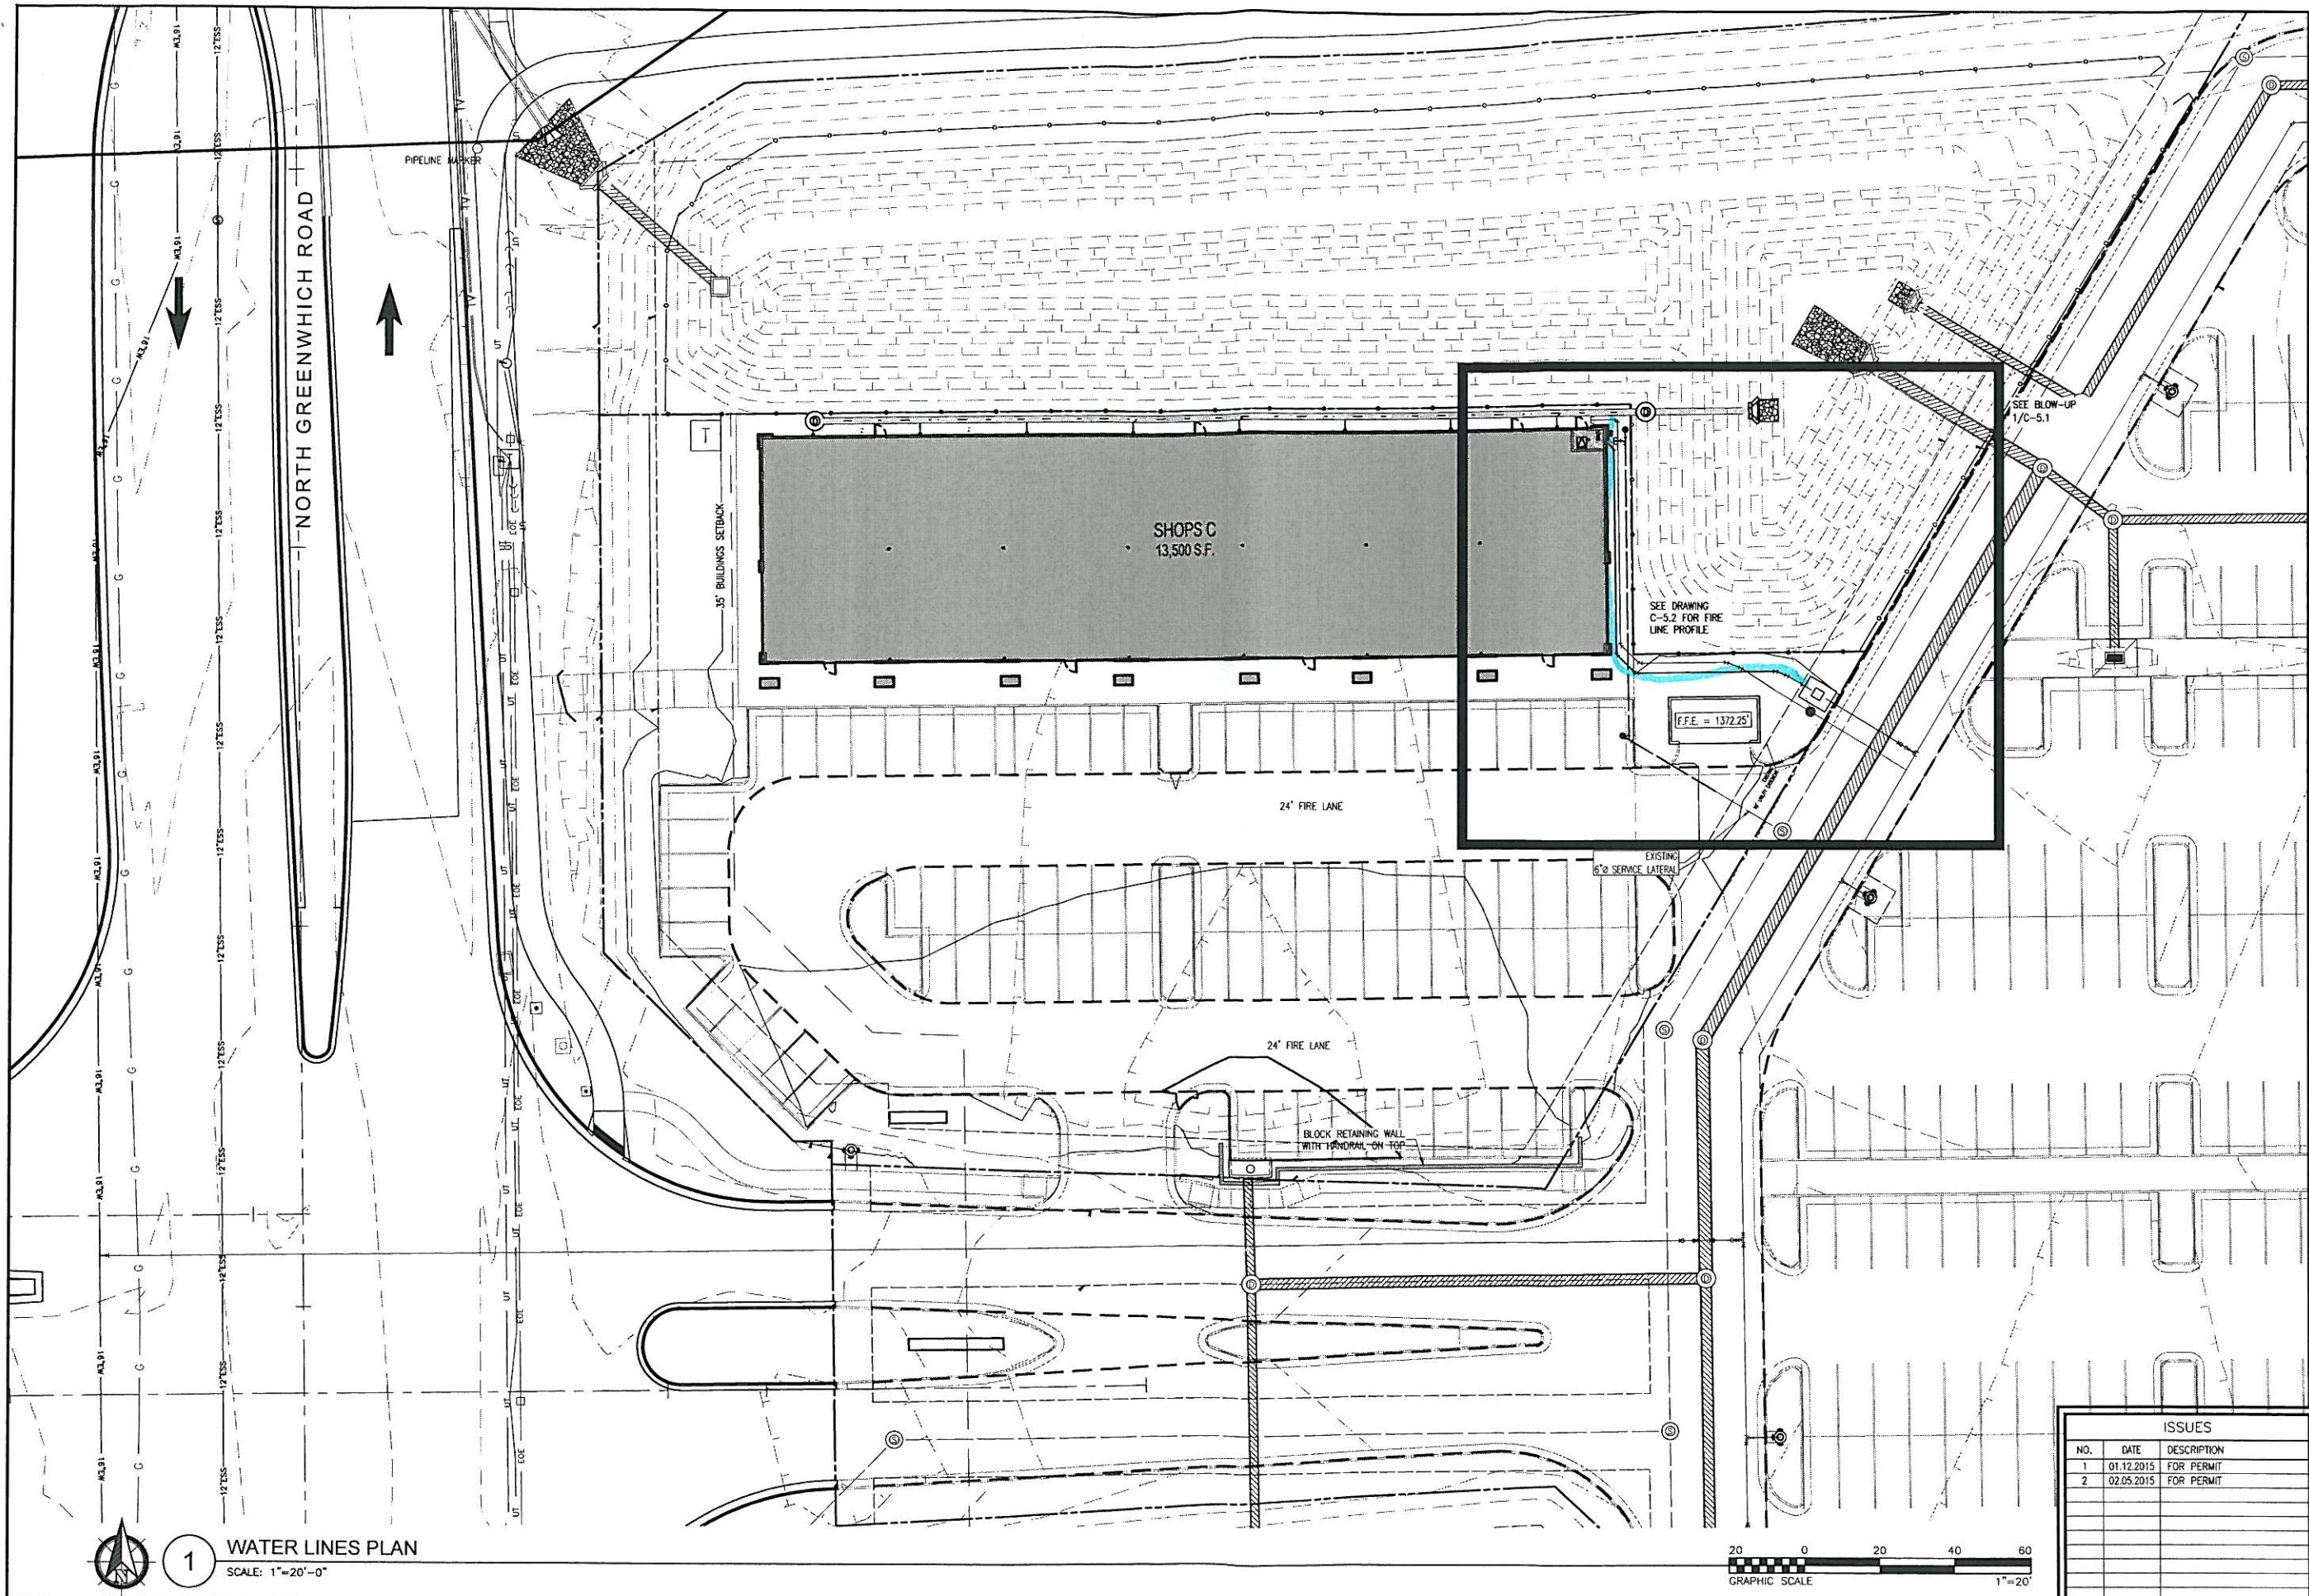 PIPELINE MARKER
NORTH GREENWHICH ROAD
SEE BLOW-UP
1/C-5.1
T
35' BUILDINGS SETBACK
SHOPS C
13,500 S.F.
SEE DRAWING
C-5.2 FOR FIRE
LINE PROFILE
F.F.E. = 1372.25'
24' FIRE LANE
EXISTING
6"Ø SERVICE LATERAL
24' FIRE LANE
BLOCK RETAINING WALL
WITH HANDRAIL ON TOP
16"EW
12"ESS
G
ISSUES
NO. DATE DESCRIPTION
1 01.12.2015 FOR PERMIT
2 02.05.2015 FOR PERMIT
N
1
WATER LINES PLAN
SCALE: 1"=20'-0"
20 0 20 40 60
GRAPHIC SCALE 1"=20'